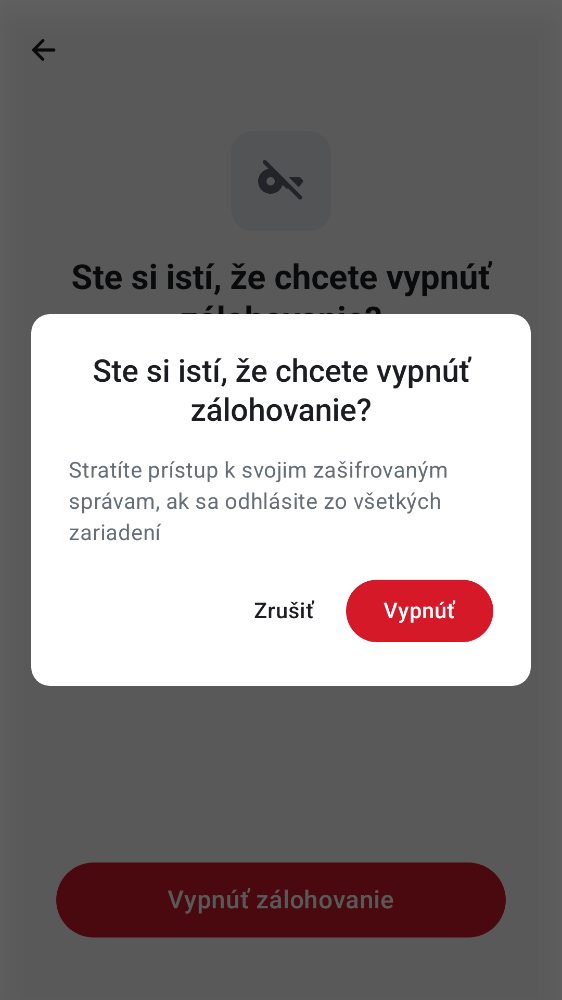 Ste si istí, že chcete vypnúť
zálohovanie?
Ste si istí, že chcete vypnúť
zálohovanie?
Stratíte prístup k svojim zašifrovaným
správam, ak sa odhlásite zo všetkých
zariadení
Zrušiť
Vypnúť
Vypnúť zálohovanie